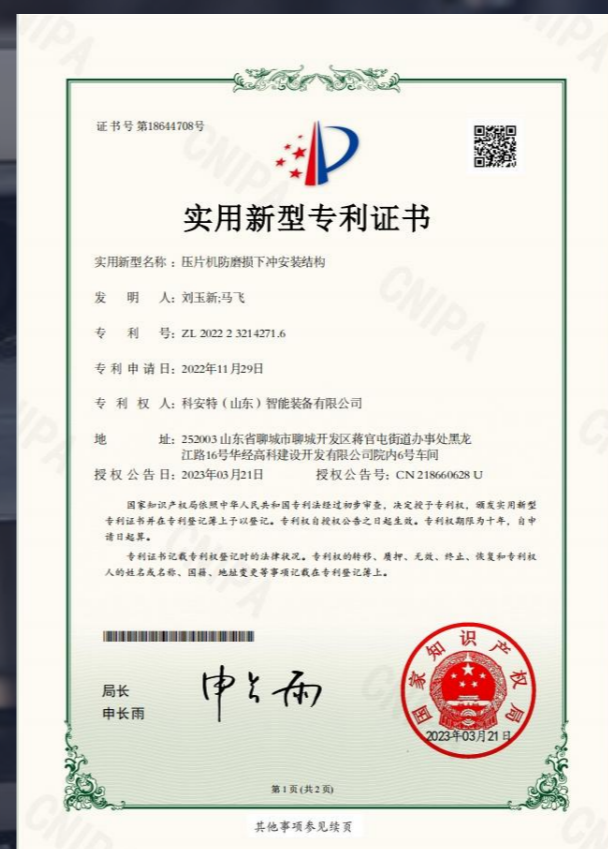 证书号第18644708号
实用新型专利证书
实用新型名称：压片机防磨损下冲安装结构
发 明 人：刘玉新;马飞
专 利 号：ZL 2022 2 3214271.6
专利申请日：2022年11月29日
专 利 权 人：科安特（山东）智能装备有限公司
地 址：252003 山东省聊城市聊城开发区蒋官屯街道办事处黑龙
江路16号华经高科建设开发有限公司院内6号车间
授权公告日：2023年03月21日 授权公告号：CN 218660628 U
国家知识产权局依照中华人民共和国专利法经过初步审查，决定授予专利权，颁发实用新型
专利证书并在专利登记簿上予以登记。专利权自授权公告之日起生效。专利权期限为十年，自申
请日起算。
专利证书记载专利权登记时的法律状况。专利权的转移、质押、无效、终止、恢复和专利权
人的姓名或名称、国籍、地址变更等事项记载在专利登记簿上。
局长
申长雨
申长雨
国家知识产权局
2023年03月21日
第 1 页 (共 2 页)
其他事项参见续页
CNIPA
CNIPA
CNIPA
CNIPA
CNIPA
CNIPA
CNIPA